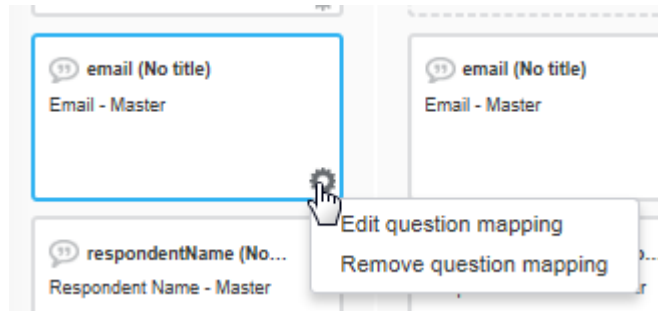 email (No title)
Email - Master
email (No title)
Email - Master
Edit question mapping
Remove question mapping
respondentName (No...
Respondent Name - Master